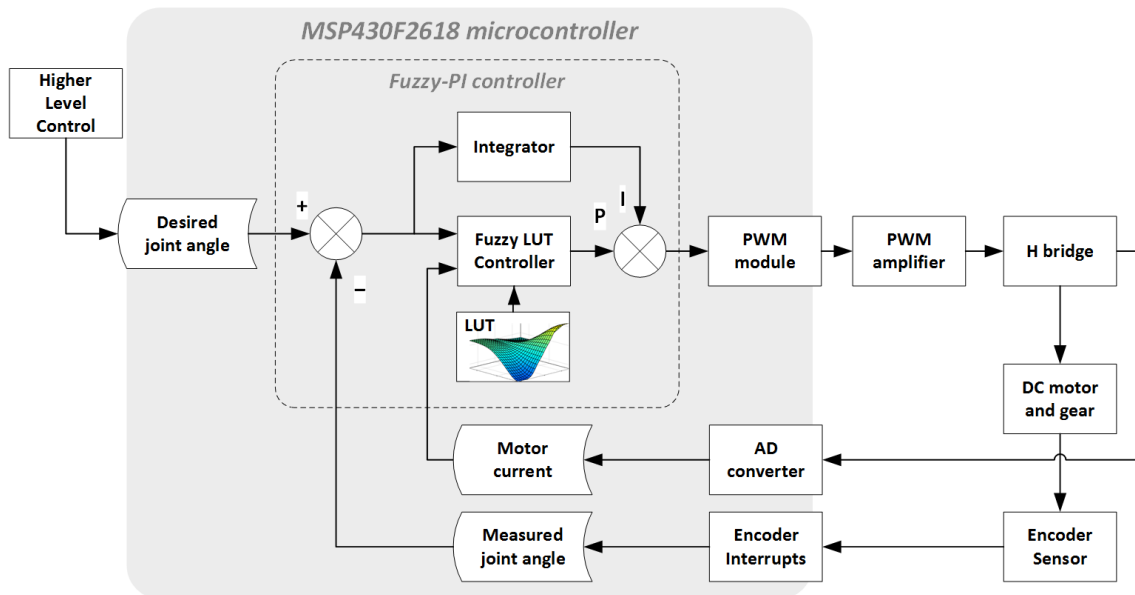 MSP430F2618 microcontroller
Fuzzy-PI controller
Higher
Level
Control
Integrator
+
Desired
joint angle
P
I
Fuzzy LUT
Controller
PWM
module
PWM
amplifier
H bridge
−
LUT
DC motor
and gear
Motor
current
AD
converter
Measured
joint angle
Encoder
Interrupts
Encoder
Sensor